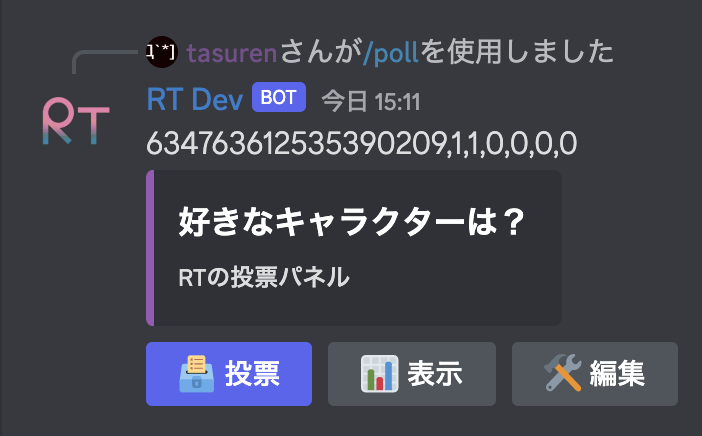 tasurenさんが/pollを使用しました
RT
RT Dev BOT 今日 15:11
634763612535390209,1,1,0,0,0,0
好きなキャラクターは？
RTの投票パネル
投票 表示 編集